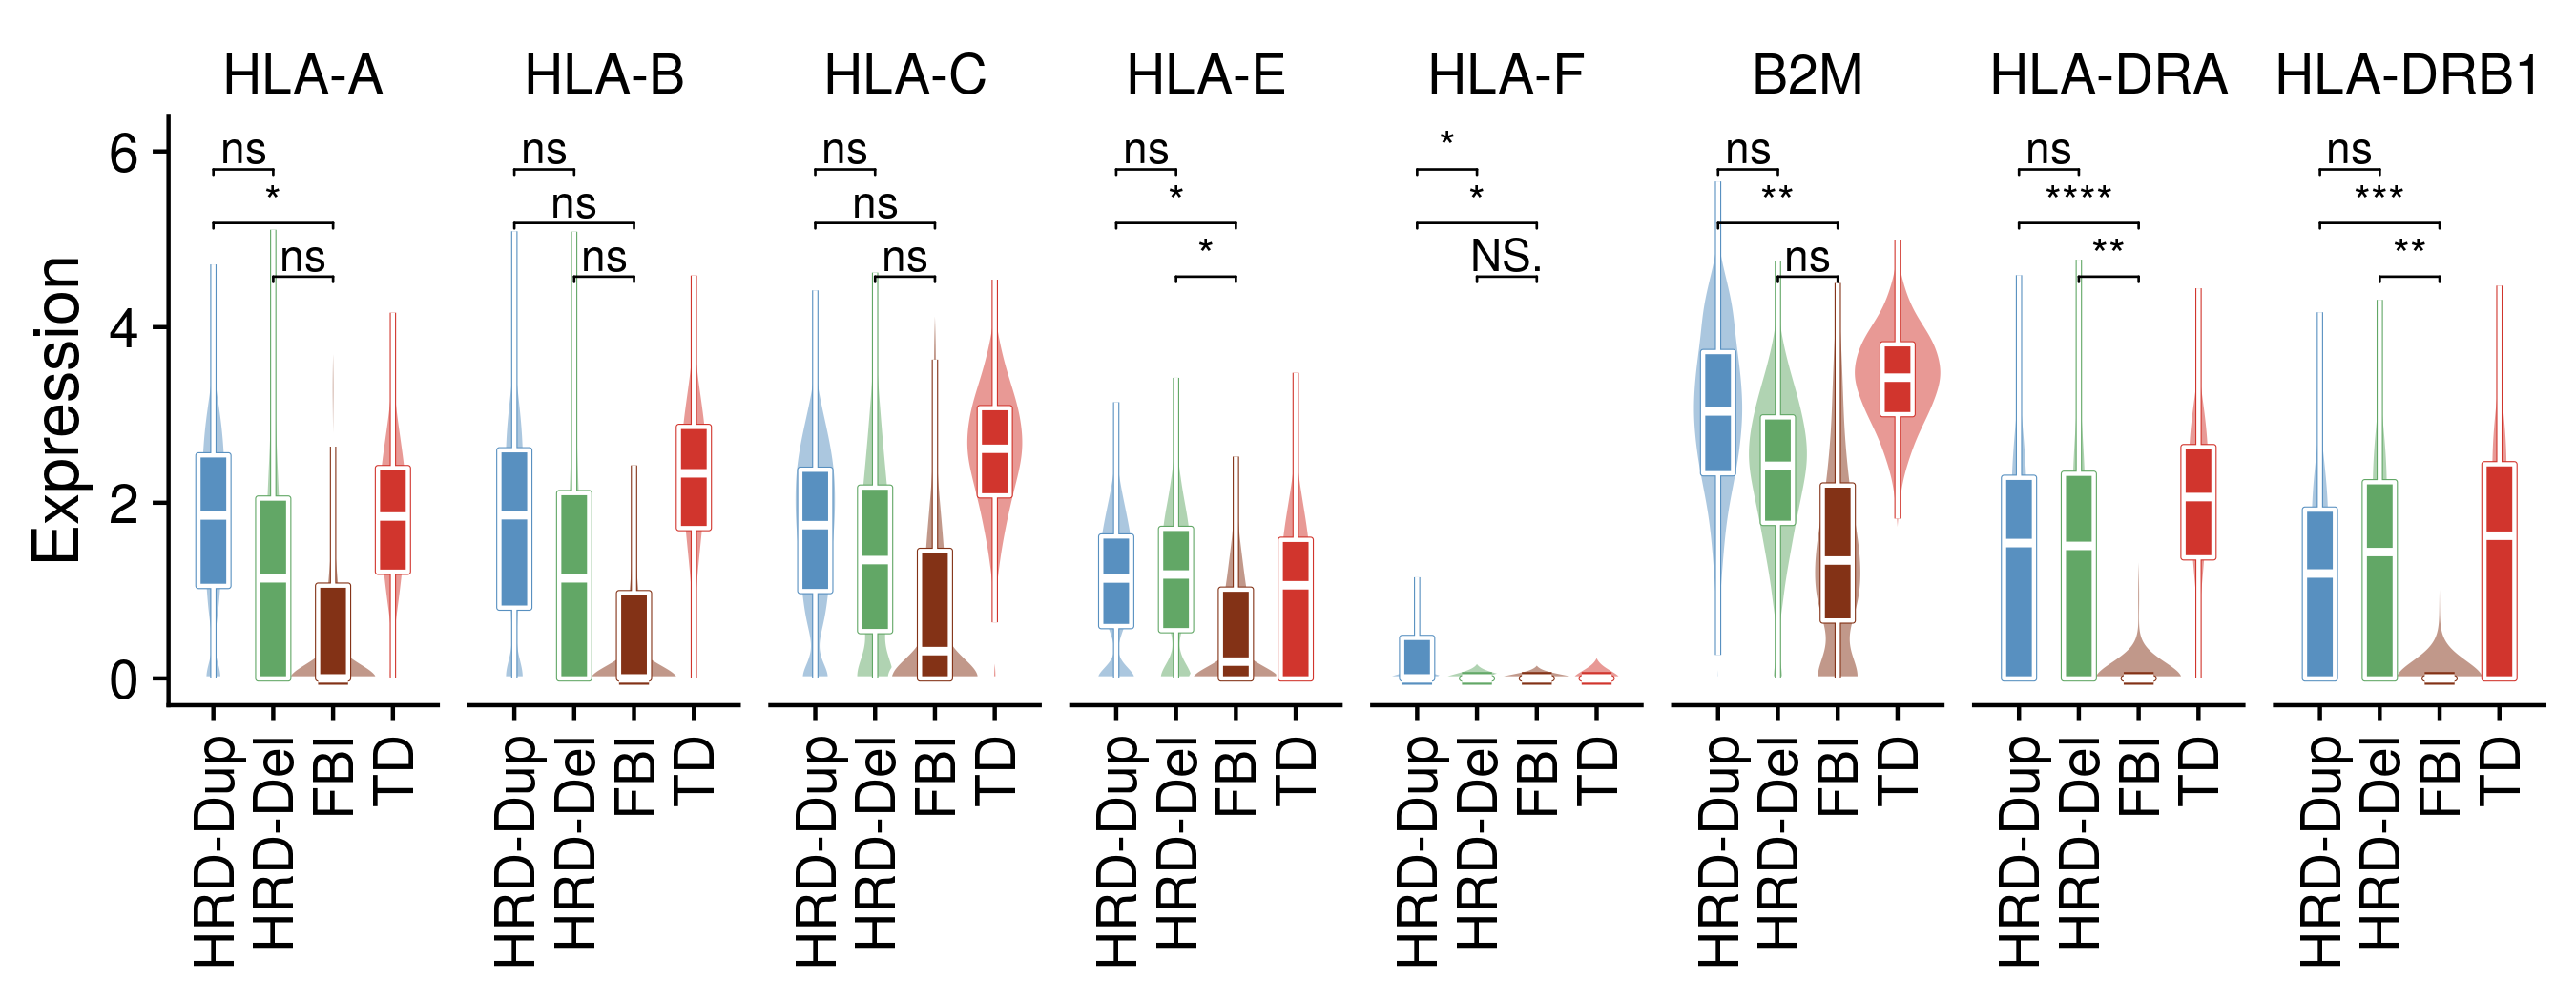 HLA-A HLA-B HLA-C HLA-E HLA-F B2M HLA-DRA HLA-DRB1
Expression
6
4
2
0
ns ns ns ns * ns ns ns
* ns ns * * ** **** ***
ns ns ns * NS. ns ** **
HRD-Dup HRD-Del FBI TD HRD-Dup HRD-Del FBI TD HRD-Dup HRD-Del FBI TD HRD-Dup HRD-Del FBI TD HRD-Dup HRD-Del FBI TD HRD-Dup HRD-Del FBI TD HRD-Dup HRD-Del FBI TD HRD-Dup HRD-Del FBI TD